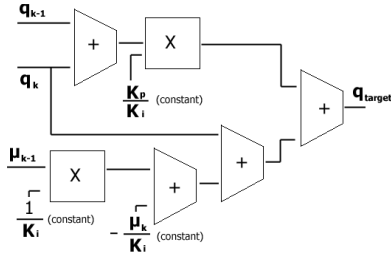 q k-1
+
X
q k
K p
K i
(constant)
+
q target
μ k-1
+
X
+
1
K i
(constant)
- μ k
K i
(constant)